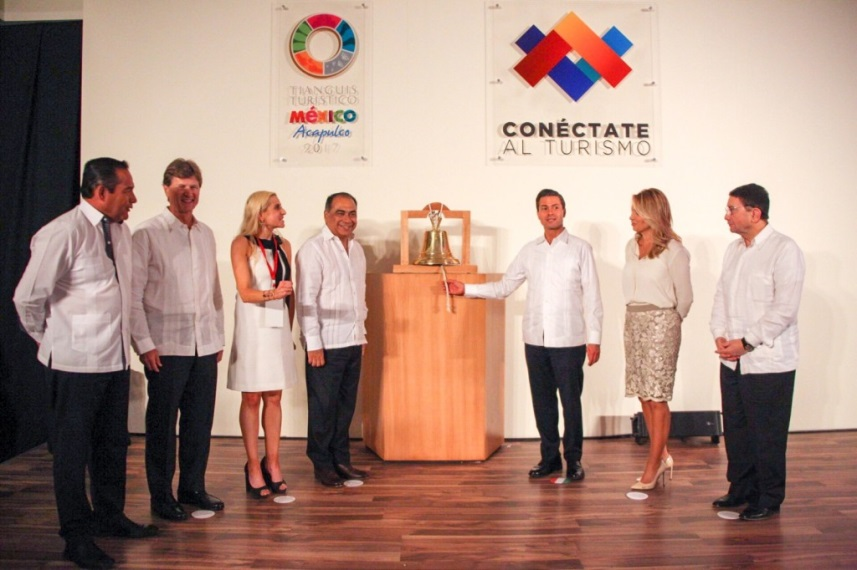 TIANGUIS
TURÍSTICO
MÉXICO
Acapulco
2017
CONÉCTATE
AL TURISMO